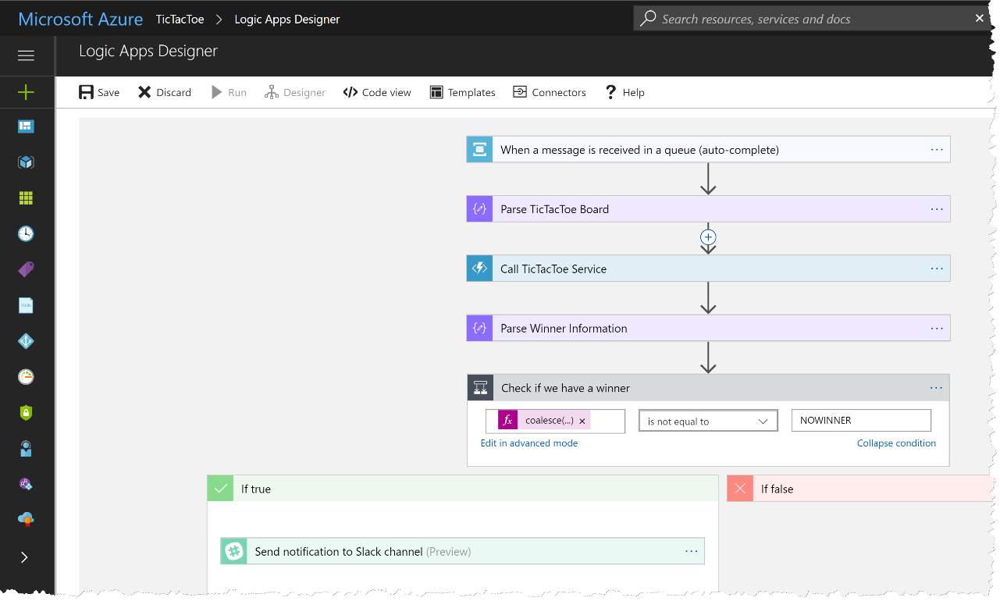 Microsoft Azure TicTacToe > Logic Apps Designer Search resources, services and docs
Logic Apps Designer
Save Discard Run Designer Code view Templates Connectors ? Help
When a message is received in a queue (auto-complete)
Parse TicTacToe Board
Call TicTacToe Service
Parse Winner Information
Check if we have a winner
fx coalesce(...) × is not equal to NOWINNER
Edit in advanced mode Collapse condition
If true If false
Send notification to Slack channel (Preview)